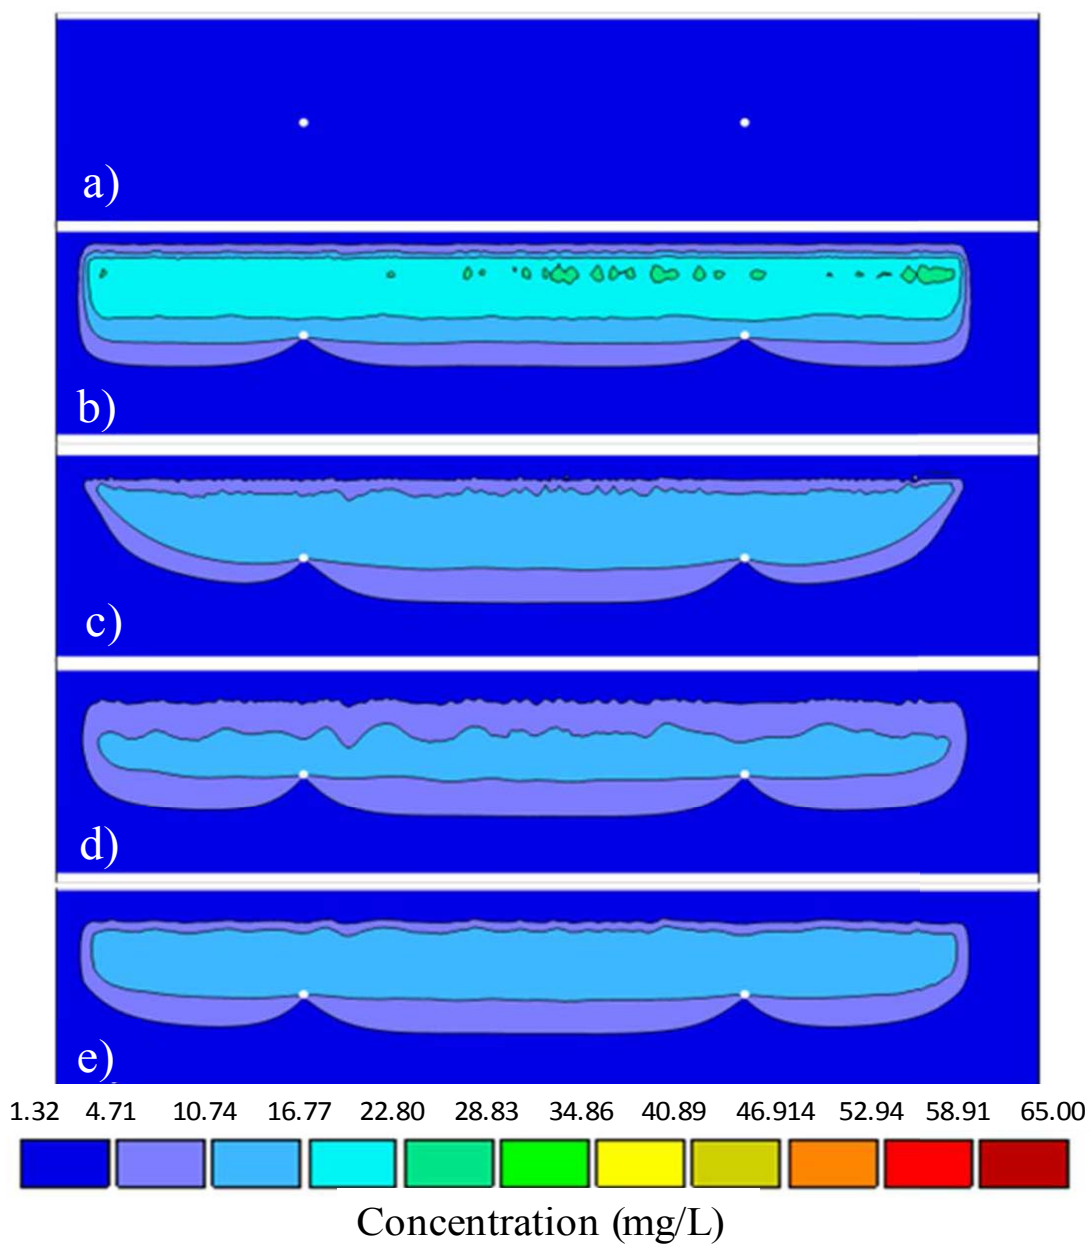 a)
b)
c)
d)
e)
1.32 4.71 10.74 16.77 22.80 28.83 34.86 40.89 46.914 52.94 58.91 65.00
Concentration (mg/L)